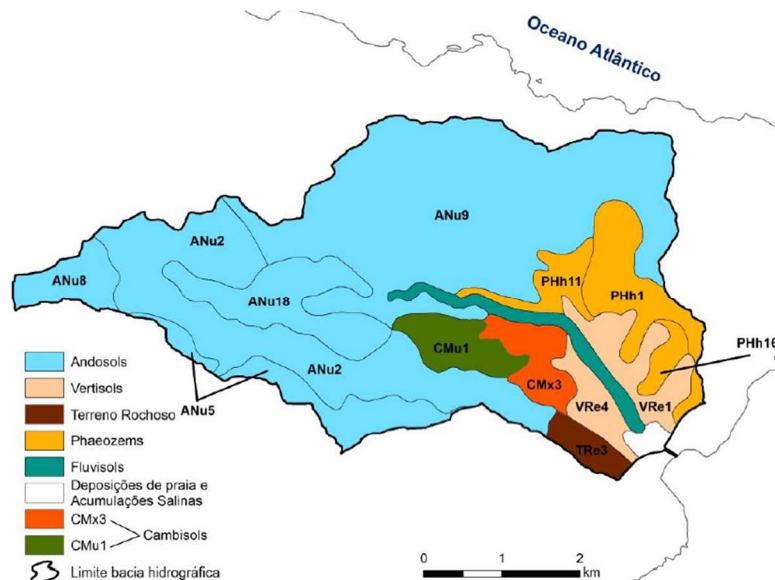 Oceano Atlântico
ANu9
ANu2
ANu8
ANu18
PHh11
PHh1
PHh16
CMu1
ANu2
CMx3
ANu5
VRe4
VRe1
TRe3
Andosols
Vertisols
Terreno Rochoso
Phaeozems
Fluvisols
Deposições de praia e
Acumulações Salinas
CMx3
Cambisols
CMu1
Limite bacia hidrográfica
0 1 2
km